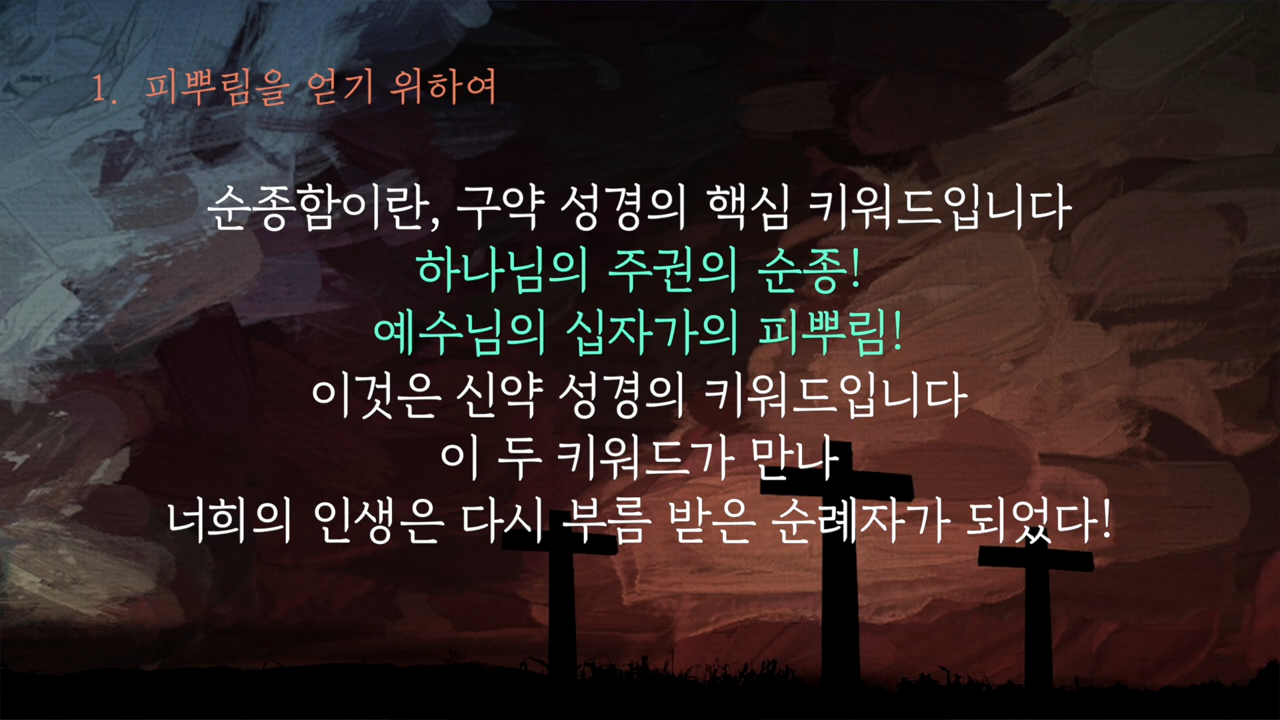 1. 피뿌림을 얻기 위하여
순종함이란, 구약 성경의 핵심 키워드입니다
하나님의 주권의 순종!
예수님의 십자가의 피뿌림!
이것은 신약 성경의 키워드입니다
이 두 키워드가 만나
너희의 인생은 다시 부름 받은 순례자가 되었다!